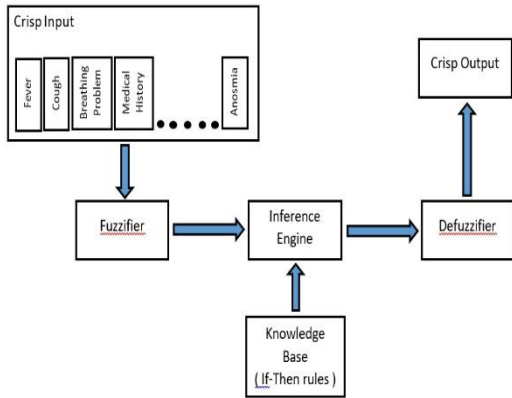 Crisp Input
Fever
Cough
Breathing
Problem
Medical
History
Anosmia
Crisp Output
Fuzzifier
Inference
Engine
Defuzzifier
Knowledge
Base
( If-Then rules )